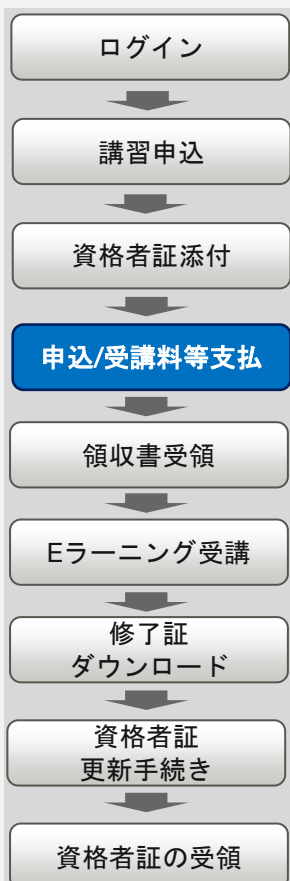 ログイン
講習申込
資格者証添付
申込/受講料等支払
領収書受領
Eラーニング受講
修了証
ダウンロード
資格者証
更新手続き
資格者証の受領